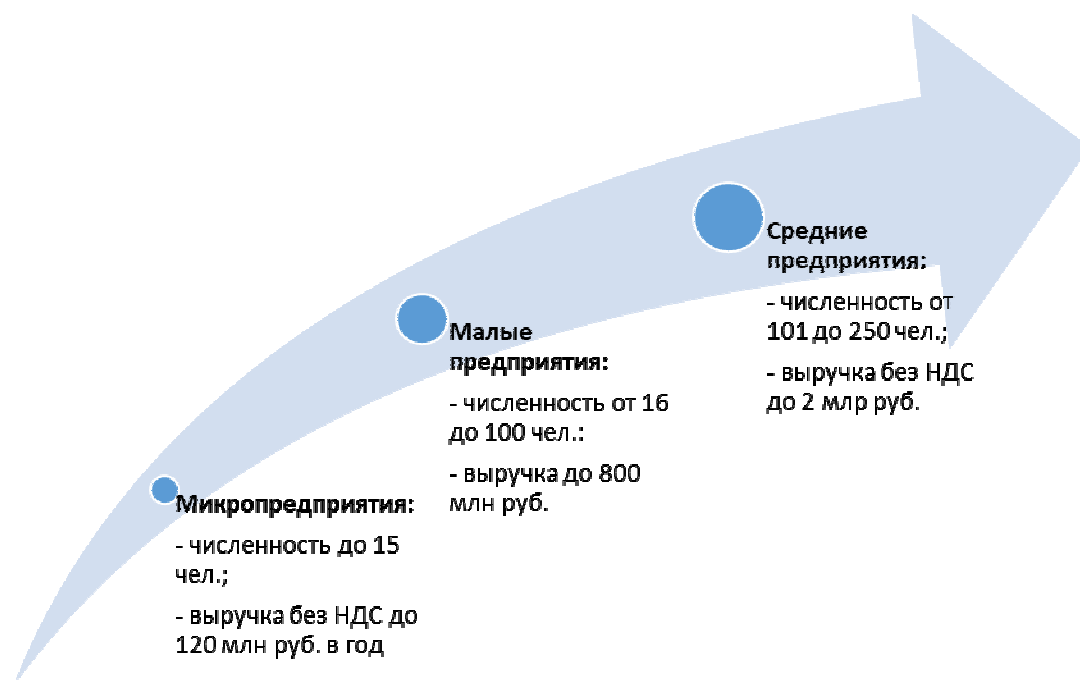 Средние
предприятия:
- численность от
101 до 250 чел.;
- выручка без НДС
до 2 млр руб.
Малые
предприятия:
- численность от 16
до 100 чел.:
- выручка до 800
млн руб.
Микропредприятия:
- численность до 15
чел.;
- выручка без НДС до
120 млн руб. в год